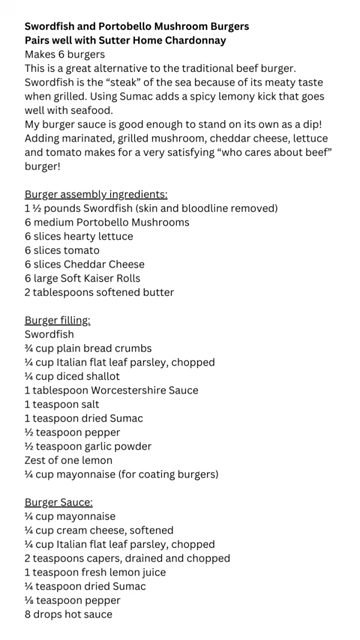 Swordfish and Portobello Mushroom Burgers
Pairs well with Sutter Home Chardonnay
Makes 6 burgers
This is a great alternative to the traditional beef burger.
Swordfish is the “steak” of the sea because of its meaty taste
when grilled. Using Sumac adds a spicy lemony kick that goes
well with seafood.
My burger sauce is good enough to stand on its own as a dip!
Adding marinated, grilled mushroom, cheddar cheese, lettuce
and tomato makes for a very satisfying “who cares about beef”
burger!
Burger assembly ingredients:
1 ½ pounds Swordfish (skin and bloodline removed)
6 medium Portobello Mushrooms
6 slices hearty lettuce
6 slices tomato
6 slices Cheddar Cheese
6 large Soft Kaiser Rolls
2 tablespoons softened butter
Burger filling:
Swordfish
¾ cup plain bread crumbs
¼ cup Italian flat leaf parsley, chopped
¼ cup diced shallot
1 tablespoon Worcestershire Sauce
1 teaspoon salt
1 teaspoon dried Sumac
½ teaspoon pepper
½ teaspoon garlic powder
Zest of one lemon
¼ cup mayonnaise (for coating burgers)
Burger Sauce:
¼ cup mayonnaise
¼ cup cream cheese, softened
¼ cup Italian flat leaf parsley, chopped
2 teaspoons capers, drained and chopped
1 teaspoon fresh lemon juice
¼ teaspoon dried Sumac
⅛ teaspoon pepper
8 drops hot sauce